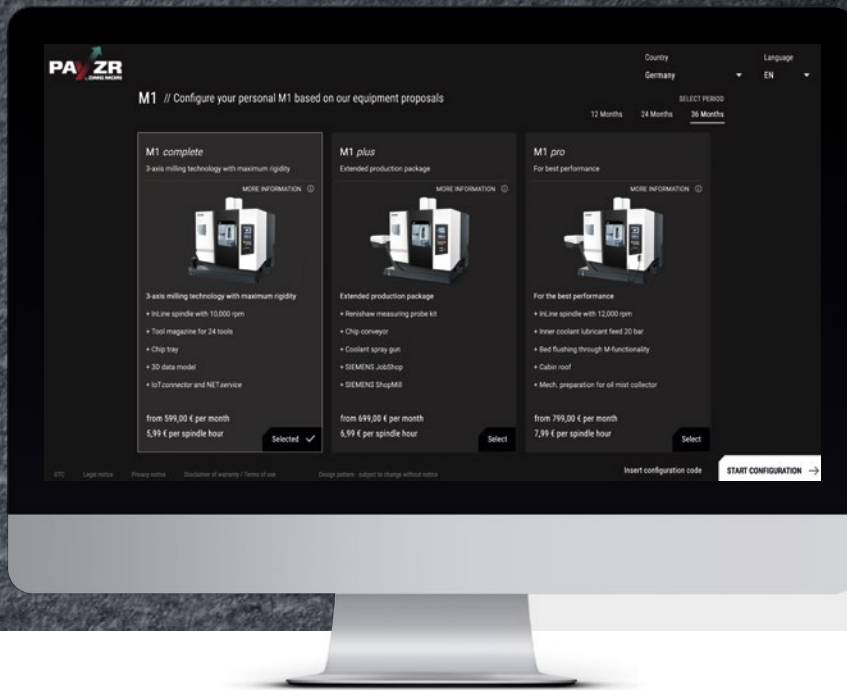 PAYZR
by DMG MORI
Country
Language
Germany
EN
M1 // Configure your personal M1 based on our equipment proposals
SELECT PERIOD
12 Months
24 Months
36 Months
M1 complete
3-axis milling technology with maximum rigidity
MORE INFORMATION
3-axis milling technology with maximum rigidity
+ InLine spindle with 10,000 rpm
+ Tool magazine for 24 tools
+ Chip tray
+ 3D data model
+ IoTconnector and NETservice
from 599,00 € per month
5,99 € per spindle hour
Selected
M1 plus
Extended production package
MORE INFORMATION
Extended production package
+ Renishaw measuring probe kit
+ Chip conveyor
+ Coolant spray gun
+ SIEMENS JobShop
+ SIEMENS ShopMill
from 699,00 € per month
6,99 € per spindle hour
Select
M1 pro
For best performance
MORE INFORMATION
For the best performance
+ InLine spindle with 12,000 rpm
+ Inner coolant lubricant feed 20 bar
+ Bed flushing through M-functionality
+ Cabin roof
+ Mech. preparation for oil mist collector
from 799,00 € per month
7,99 € per spindle hour
Select
GTC
Legal notice
Privacy notice
Disclaimer of warranty / Terms of use
Design pattern - subject to change without notice
Insert configuration code
START CONFIGURATION